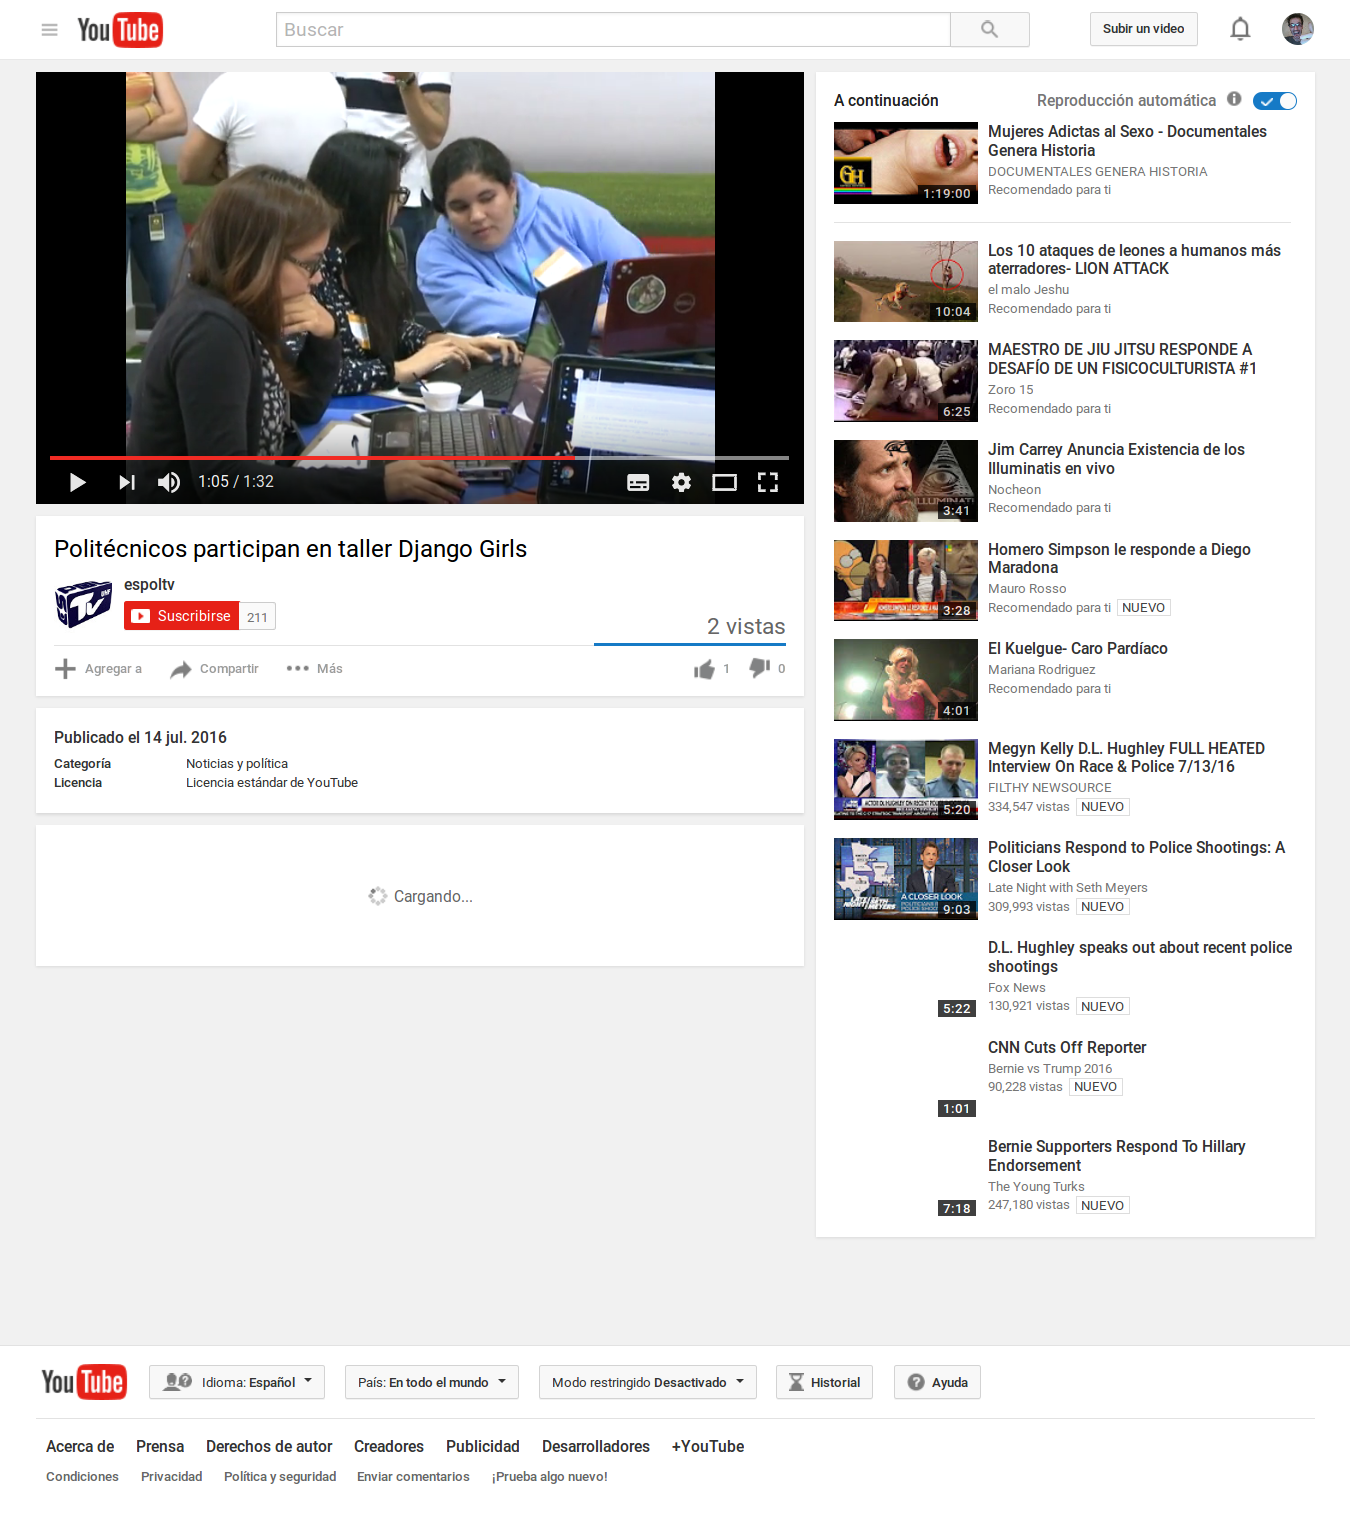 YouTube
Buscar
Subir un video
1:05 / 1:32
Politécnicos participan en taller Django Girls
espoltv
Suscribirse 211
2 vistas
Agregar a Compartir Más 1 0
Publicado el 14 jul. 2016
Categoría Noticias y política
Licencia Licencia estándar de YouTube
Cargando...
A continuación Reproducción automática
GH
1:19:00
Mujeres Adictas al Sexo - Documentales
Genera Historia
DOCUMENTALES GENERA HISTORIA
Recomendado para ti
10:04
Los 10 ataques de leones a humanos más
aterradores- LION ATTACK
el malo Jeshu
Recomendado para ti
6:25
MAESTRO DE JIU JITSU RESPONDE A
DESAFÍO DE UN FISICOCULTURISTA #1
Zoro 15
Recomendado para ti
ILLUMINATI
3:41
Jim Carrey Anuncia Existencia de los
Illuminatis en vivo
Nocheon
Recomendado para ti
3:28
Homero Simpson le responde a Diego
Maradona
Mauro Rosso
Recomendado para ti NUEVO
4:01
El Kuelgue- Caro Pardíaco
Mariana Rodriguez
Recomendado para ti
5:20
Megyn Kelly D.L. Hughley FULL HEATED
Interview On Race & Police 7/13/16
FILTHY NEWSOURCE
334,547 vistas NUEVO
A CLOSER LOOK
9:03
Politicians Respond to Police Shootings: A
Closer Look
Late Night with Seth Meyers
309,993 vistas NUEVO
5:22
D.L. Hughley speaks out about recent police
shootings
Fox News
130,921 vistas NUEVO
1:01
CNN Cuts Off Reporter
Bernie vs Trump 2016
90,228 vistas NUEVO
7:18
Bernie Supporters Respond To Hillary
Endorsement
The Young Turks
247,180 vistas NUEVO
YouTube Idioma: Español País: En todo el mundo Modo restringido Desactivado Historial Ayuda
Acerca de Prensa Derechos de autor Creadores Publicidad Desarrolladores +YouTube
Condiciones Privacidad Política y seguridad Enviar comentarios ¡Prueba algo nuevo!